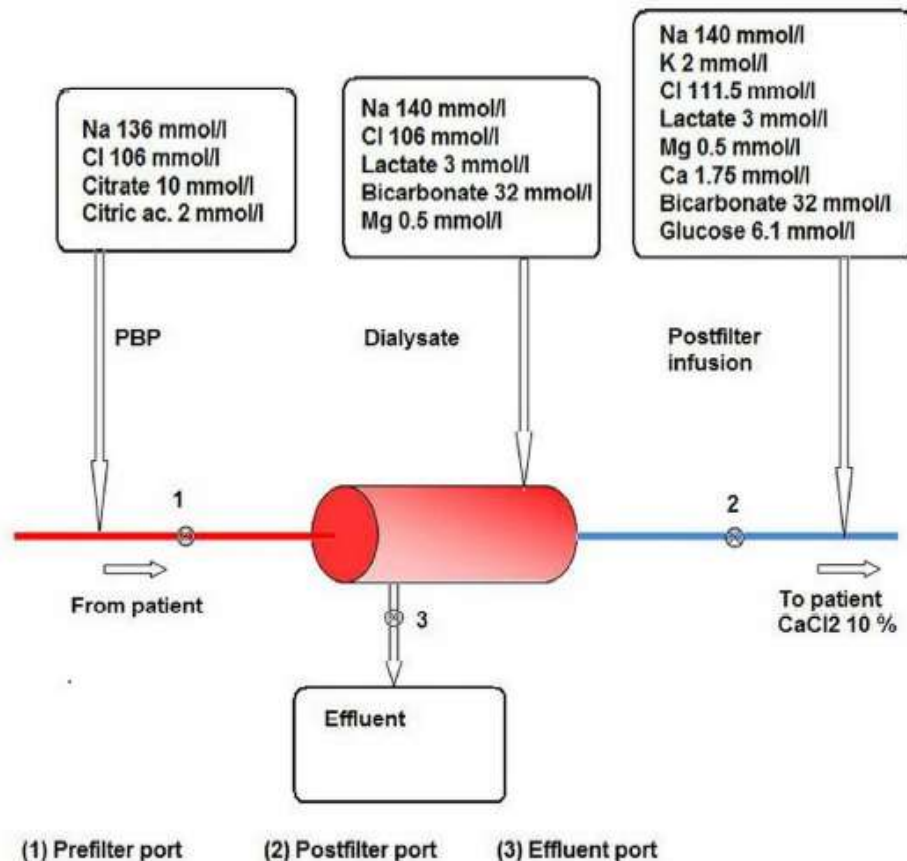 Na 136 mmol/l
Cl 106 mmol/l
Citrate 10 mmol/l
Citric ac. 2 mmol/l
Na 140 mmol/l
Cl 106 mmol/l
Lactate 3 mmol/l
Bicarbonate 32 mmol/l
Mg 0.5 mmol/l
Na 140 mmol/l
K 2 mmol/l
Cl 111.5 mmol/l
Lactate 3 mmol/l
Mg 0.5 mmol/l
Ca 1.75 mmol/l
Bicarbonate 32 mmol/l
Glucose 6.1 mmol/l
PBP
Dialysate
Postfilter
infusion
1
2
From patient
3
To patient
CaCl2 10 %
Effluent
(1) Prefilter port
(2) Postfilter port
(3) Effluent port